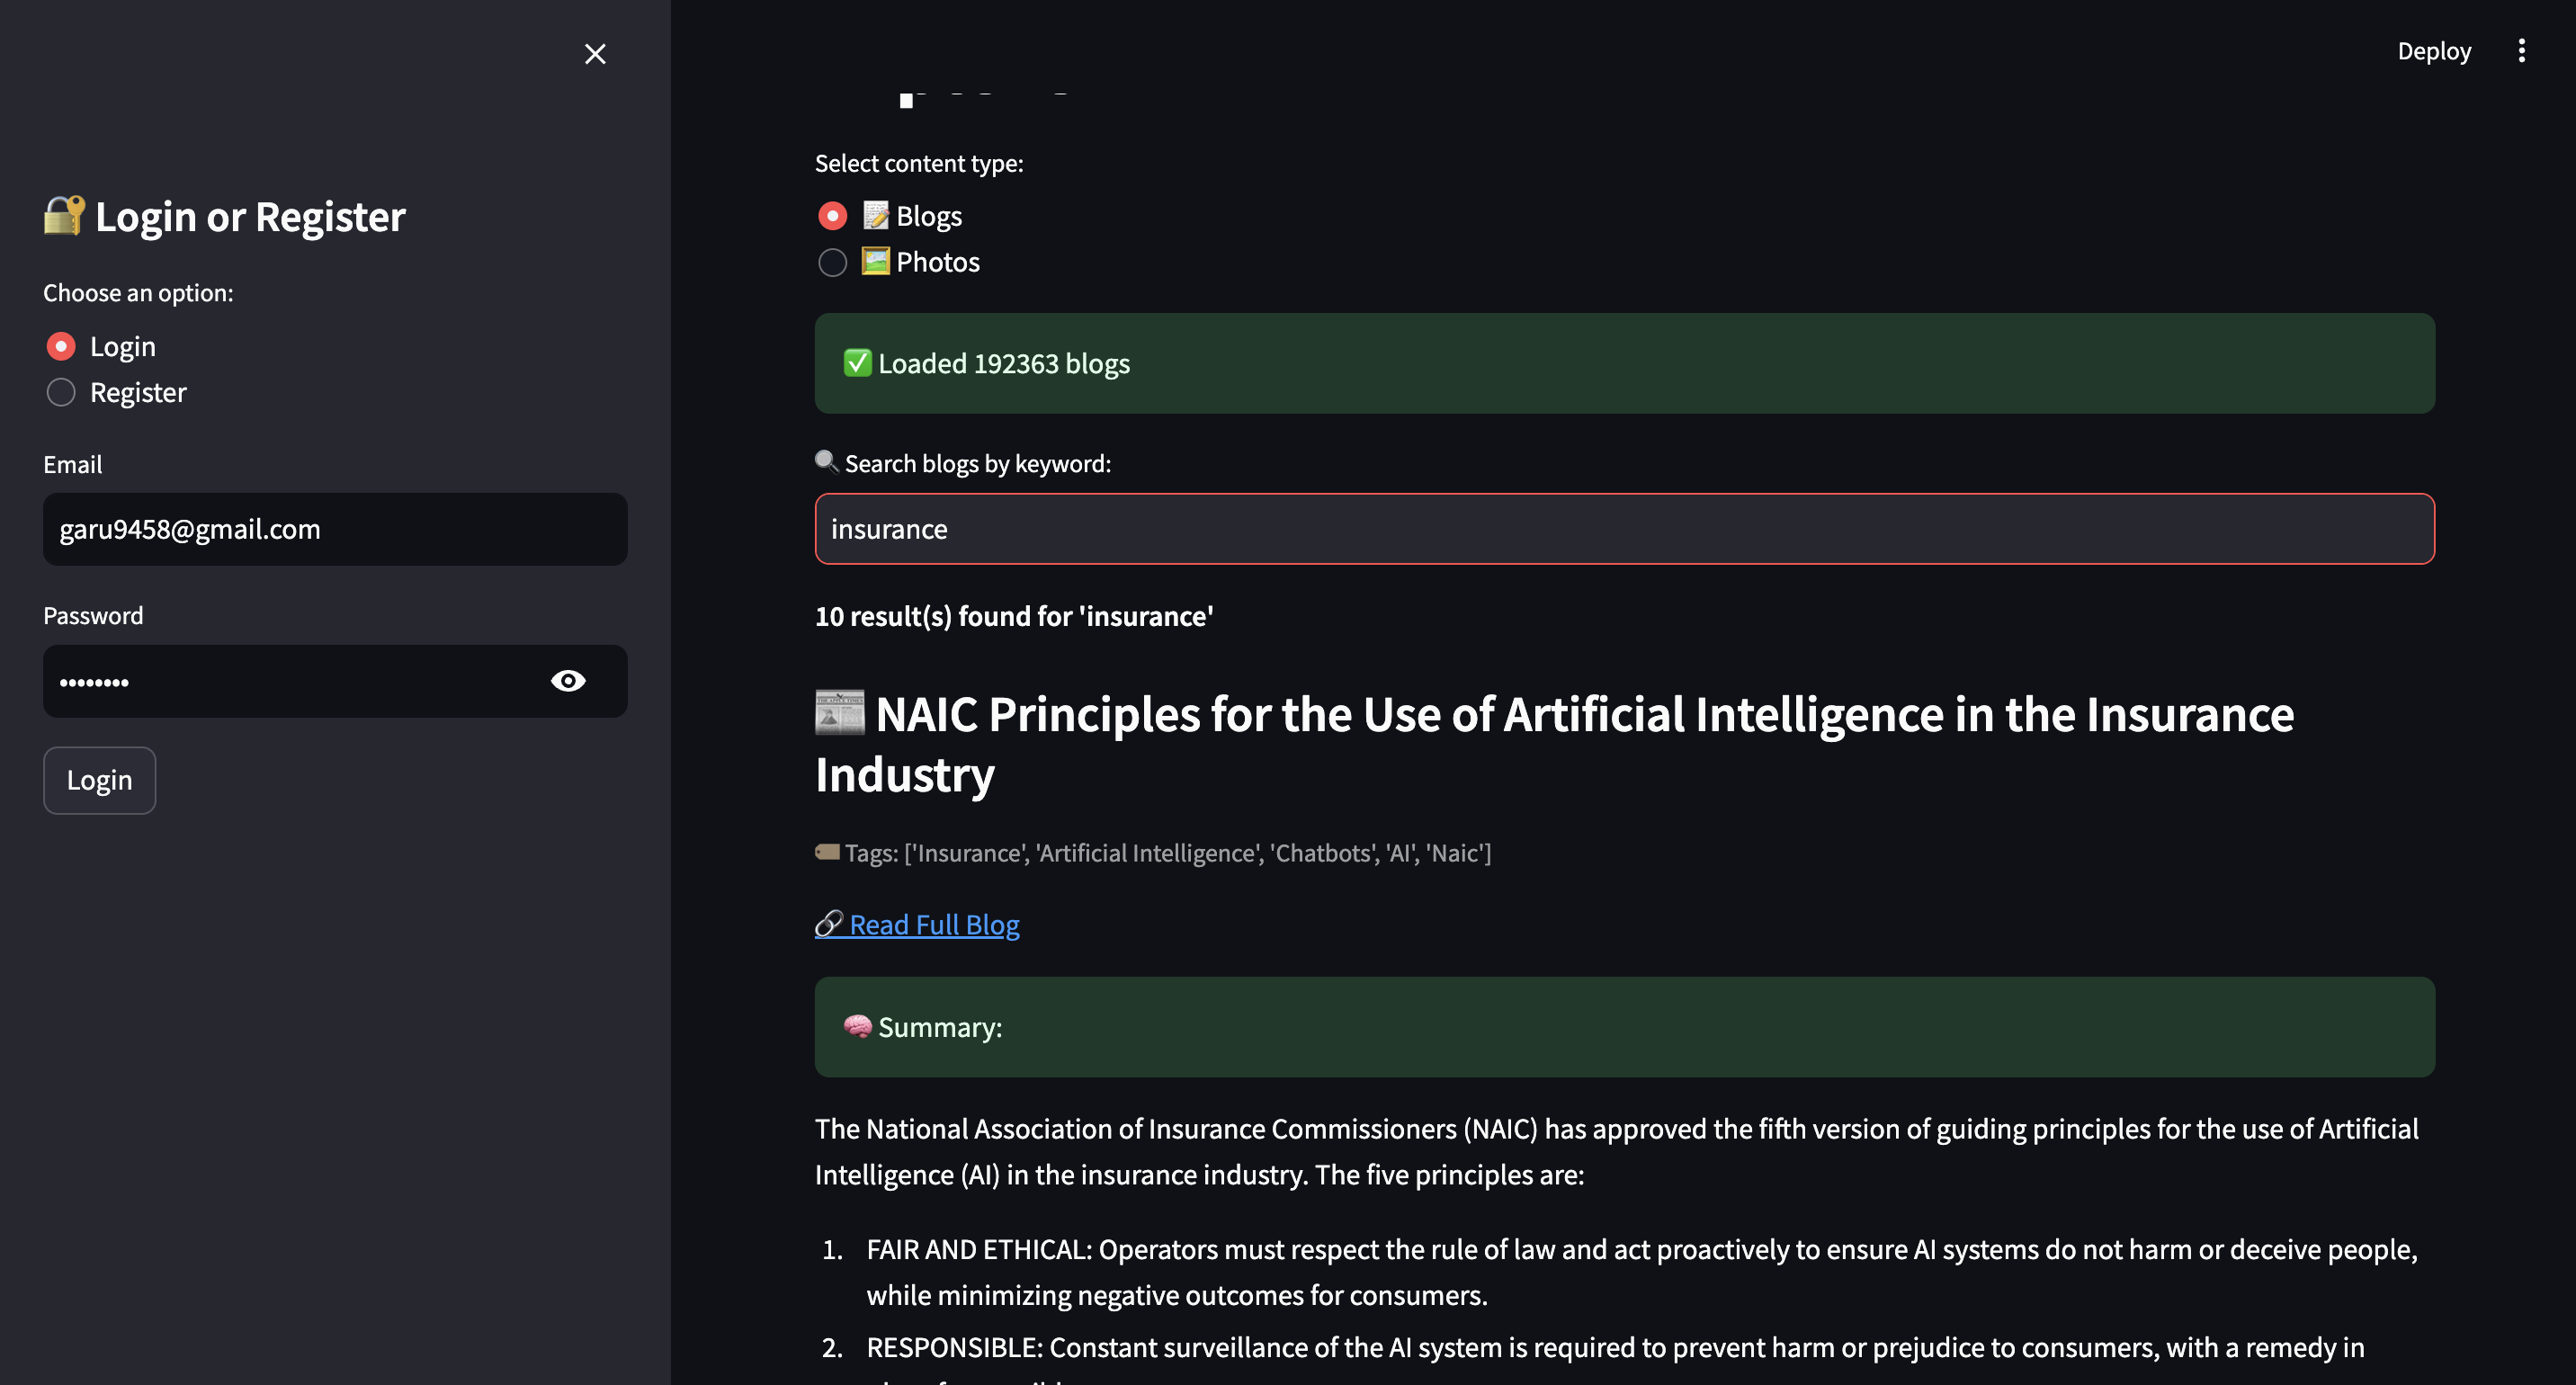 Login or Register
Choose an option:
Login
Register
Email
garu9458@gmail.com
Password
Login
Deploy
Select content type:
Blogs
Photos
Loaded 192363 blogs
Search blogs by keyword:
insurance
10 result(s) found for 'insurance'
NAIC Principles for the Use of Artificial Intelligence in the Insurance
Industry
Tags: ['Insurance', 'Artificial Intelligence', 'Chatbots', 'AI', 'Naic']
Read Full Blog
Summary:
The National Association of Insurance Commissioners (NAIC) has approved the fifth version of guiding principles for the use of Artificial
Intelligence (AI) in the insurance industry. The five principles are:
1. FAIR AND ETHICAL: Operators must respect the rule of law and act proactively to ensure AI systems do not harm or deceive people,
while minimizing negative outcomes for consumers.
2. RESPONSIBLE: Constant surveillance of the AI system is required to prevent harm or prejudice to consumers, with a remedy in